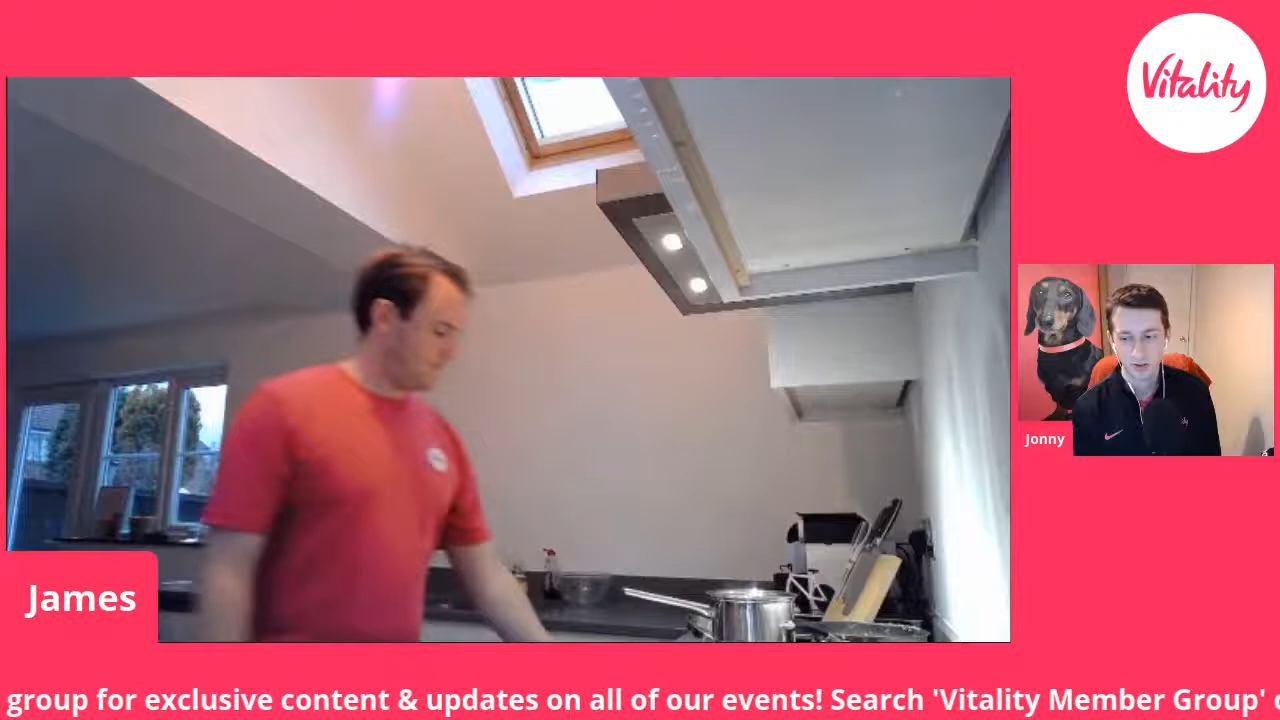 Vitality
Jonny
James
group for exclusive content & updates on all of our events! Search 'Vitality Member Group'